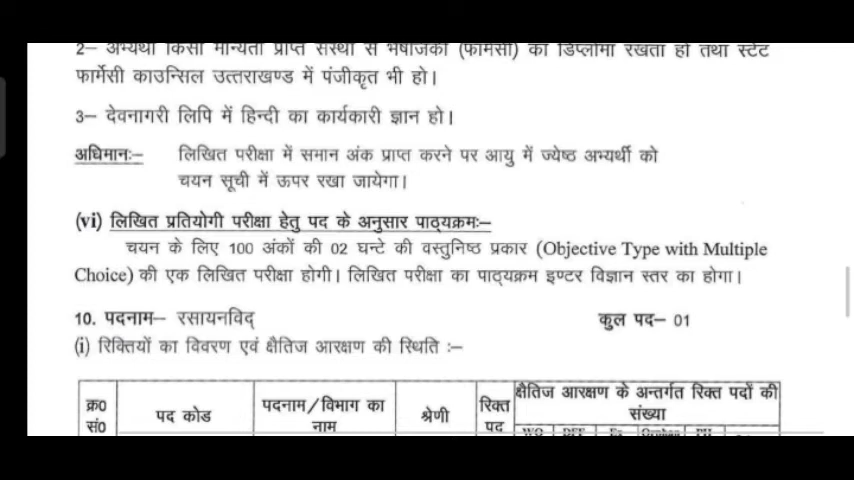 2– अभ्यर्थी किसी मान्यता प्राप्त संस्था से भेषजिकी (फार्मेसी) का डिप्लोमा रखता हो तथा स्टेट
फार्मेसी काउन्सिल उत्तराखण्ड में पंजीकृत भी हो।
3– देवनागरी लिपि में हिन्दी का कार्यकारी ज्ञान हो।
अधिमानः– लिखित परीक्षा में समान अंक प्राप्त करने पर आयु में ज्येष्ठ अभ्यर्थी को
चयन सूची में ऊपर रखा जायेगा।
(vi) लिखित प्रतियोगी परीक्षा हेतु पद के अनुसार पाठ्यक्रमः–
चयन के लिए 100 अंकों की 02 घन्टे की वस्तुनिष्ठ प्रकार (Objective Type with Multiple
Choice) की एक लिखित परीक्षा होगी। लिखित परीक्षा का पाठ्यक्रम इण्टर विज्ञान स्तर का होगा।
10. पदनाम– रसायनविद् कुल पद– 01
(i) रिक्तियों का विवरण एवं क्षैतिज आरक्षण की स्थिति :–
क्र0 सं0
पद कोड
पदनाम/विभाग का नाम
श्रेणी
रिक्त पद
क्षैतिज आरक्षण के अन्तर्गत रिक्त पदों की संख्या